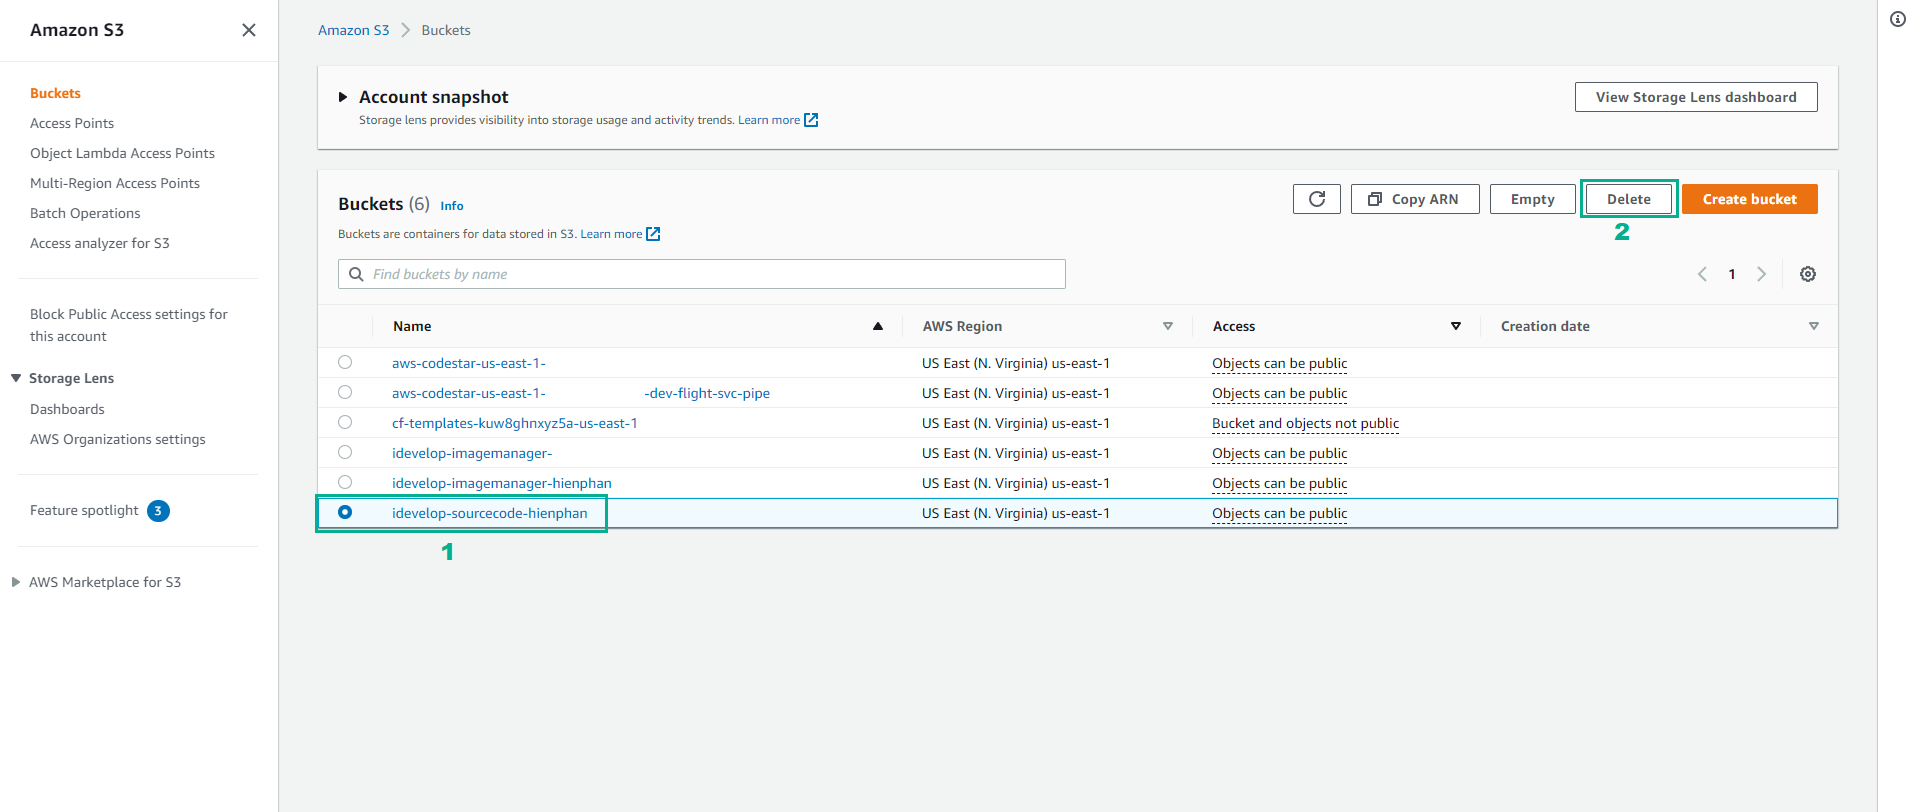 Amazon S3
Buckets
Access Points
Object Lambda Access Points
Multi-Region Access Points
Batch Operations
Access analyzer for S3
Block Public Access settings for
this account
Storage Lens
Dashboards
AWS Organizations settings
Feature spotlight 3
AWS Marketplace for S3
Amazon S3 Buckets
Account snapshot
Storage lens provides visibility into storage usage and activity trends. Learn more
View Storage Lens dashboard
Buckets (6) Info
Buckets are containers for data stored in S3. Learn more
Copy ARN Empty Delete Create bucket
2
Find buckets by name
1
Name AWS Region Access Creation date
aws-codestar-us-east-1- US East (N. Virginia) us-east-1 Objects can be public
aws-codestar-us-east-1- -dev-flight-svc-pipe US East (N. Virginia) us-east-1 Objects can be public
cf-templates-kuw8ghnxyz5a-us-east-1 US East (N. Virginia) us-east-1 Bucket and objects not public
idevelop-imagemanager- US East (N. Virginia) us-east-1 Objects can be public
idevelop-imagemanager-hienphan US East (N. Virginia) us-east-1 Objects can be public
idevelop-sourcecode-hienphan US East (N. Virginia) us-east-1 Objects can be public
1